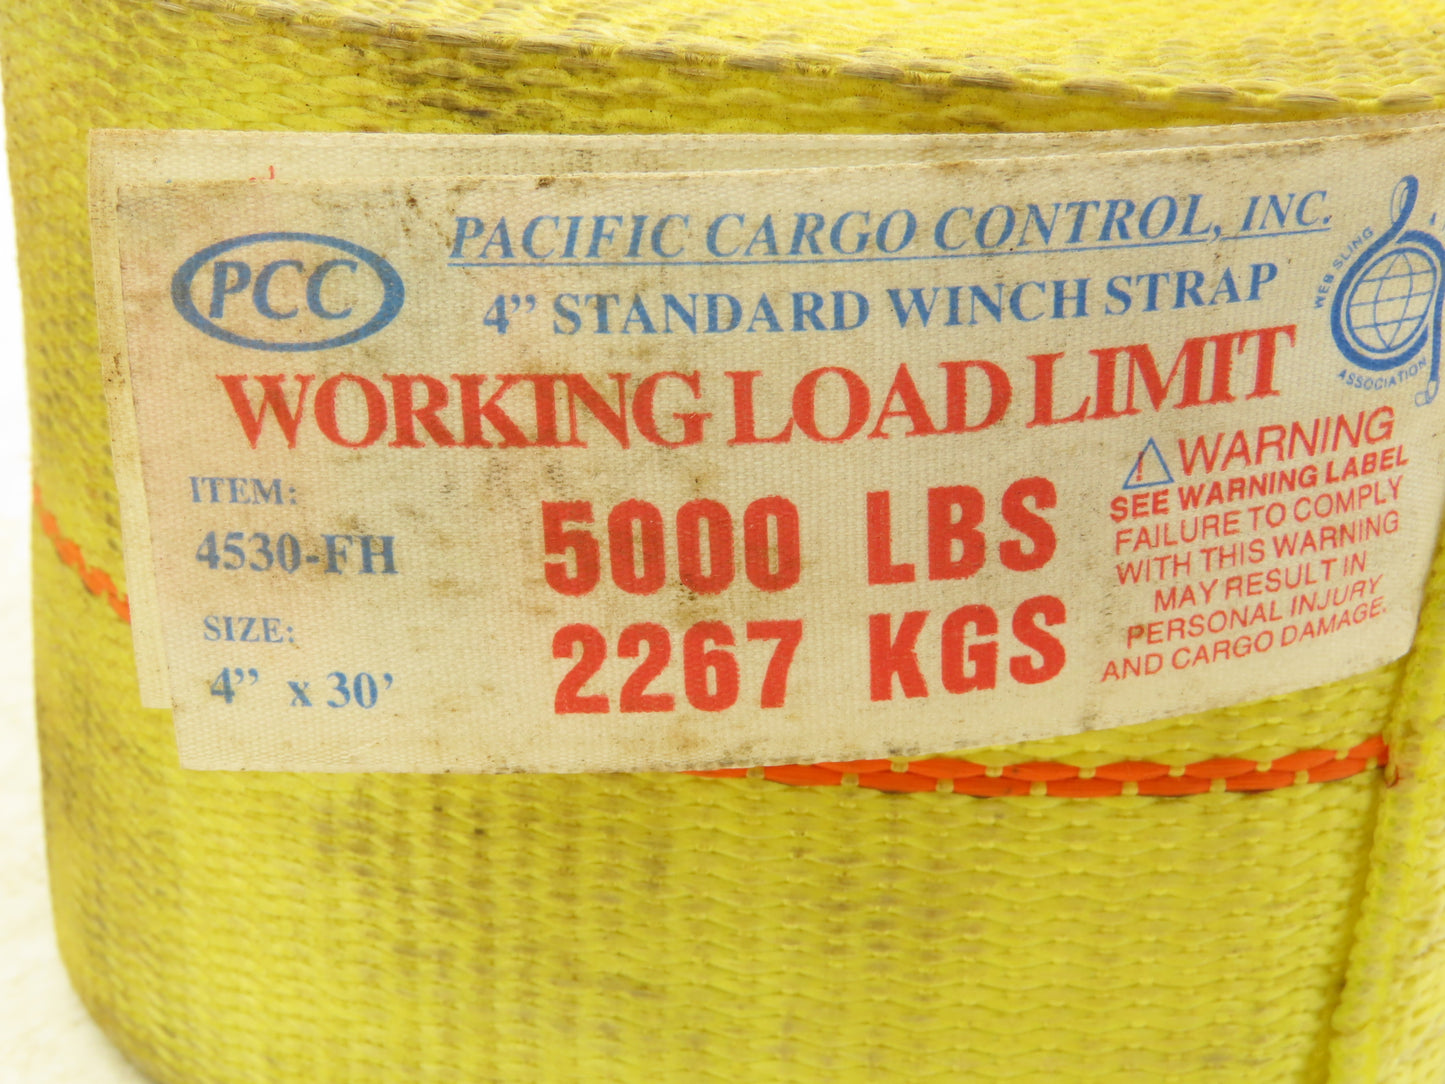 PCC
PACIFIC CARGO CONTROL, INC.
4” STANDARD WINCH STRAP
WEB SLING
ASSOCIATION
WORKING LOAD LIMIT
ITEM:
4530-FH
SIZE:
4” x 30’
5000 LBS
2267 KGS
WARNING
SEE WARNING LABEL
FAILURE TO COMPLY
WITH THIS WARNING
MAY RESULT IN
PERSONAL INJURY
AND CARGO DAMAGE.